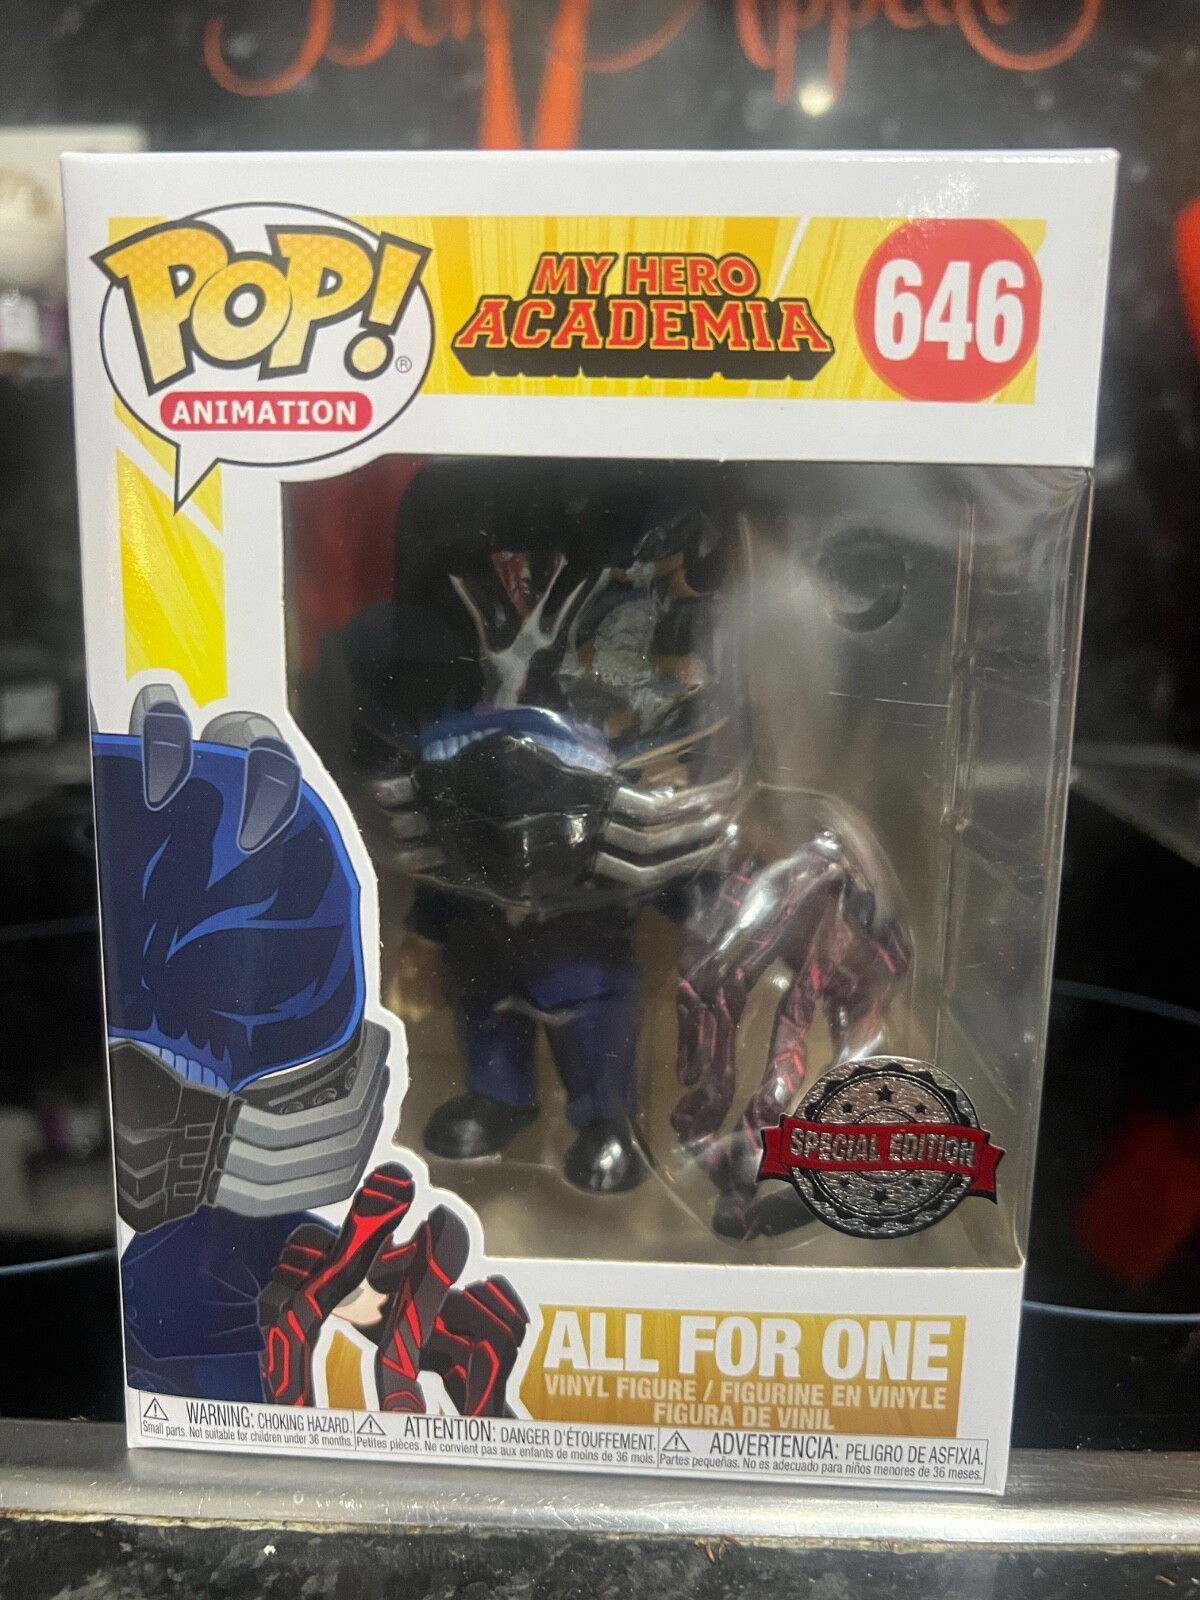 Bon Appetit
POP!®
ANIMATION
MY HERO
ACADEMIA
646
SPECIAL EDITION
ALL FOR ONE
VINYL FIGURE / FIGURINE EN VINYLE
FIGURA DE VINIL
WARNING: CHOKING HAZARD.
Small parts. Not suitable for children under 36 months.
ATTENTION: DANGER D'ÉTOUFFEMENT.
Petites pièces. Ne convient pas aux enfants de moins de 36 mois.
ADVERTENCIA: PELIGRO DE ASFIXIA.
Partes pequeñas. No es adecuado para niños menores de 36 meses.